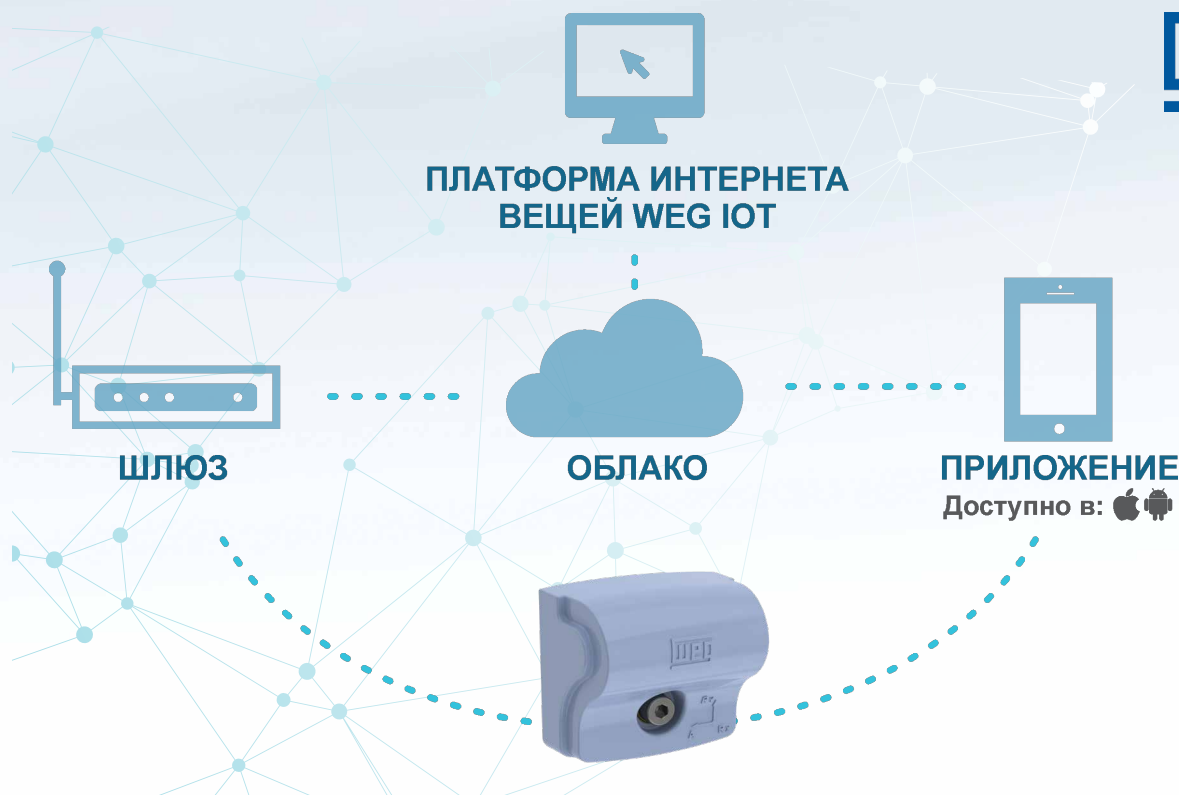 ПЛАТФОРМА ИНТЕРНЕТА
ВЕЩЕЙ WEG IOT
ШЛЮЗ
ОБЛАКО
ПРИЛОЖЕНИЕ
Доступно в:
weg